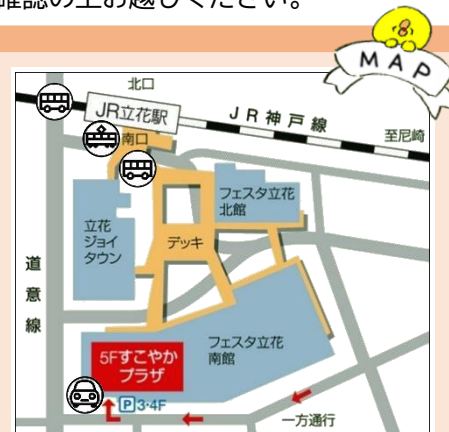 確認の上お越しください。
MAP
北口
JR立花駅
JR神戸線
至尼崎
南口
フェスタ立花
北館
立花
ジョイ
タウン
デッキ
道意線
フェスタ立花
南館
5Fすこやか
プラザ
P3・4F
一方通行